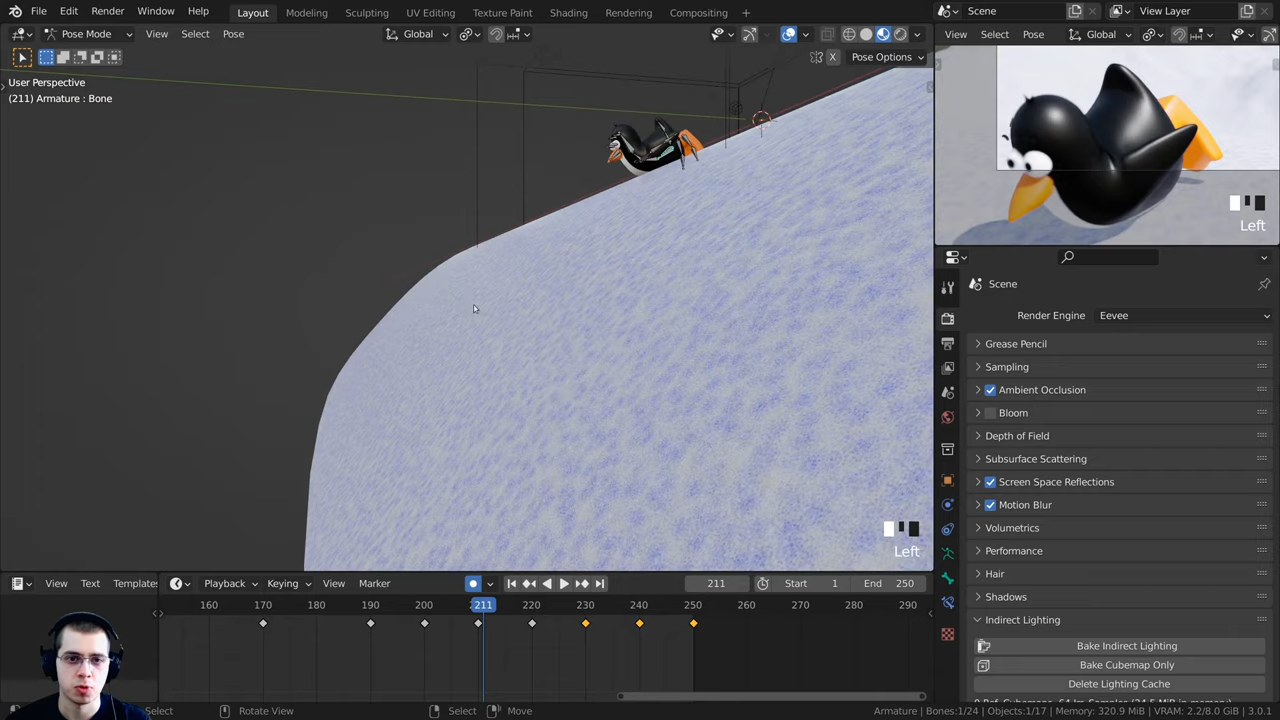 File Edit Render Window Help Layout Modeling Sculpting UV Editing Texture Paint Shading Rendering Compositing + Scene View Layer
Pose Mode View Select Pose Global View Select Pose Global
X Pose Options
User Perspective
(211) Armature : Bone
Left
Scene
Render Engine Eevee
Grease Pencil
Sampling
Ambient Occlusion
Bloom
Depth of Field
Subsurface Scattering
Screen Space Reflections
Motion Blur
Volumetrics
Performance
Hair
Shadows
Indirect Lighting
Bake Indirect Lighting
Bake Cubemap Only
Delete Lighting Cache
Left
View Text Templates Playback Keying View Marker 211 Start 1 End 250
160 170 180 190 200 211 220 230 240 250 260 270 280 290
Select Rotate View Select Move Armature | Bones:1/24 | Objects:1/17 | Memory: 320.9 MiB | VRAM: 2.2/8.0 GiB | 3.0.1